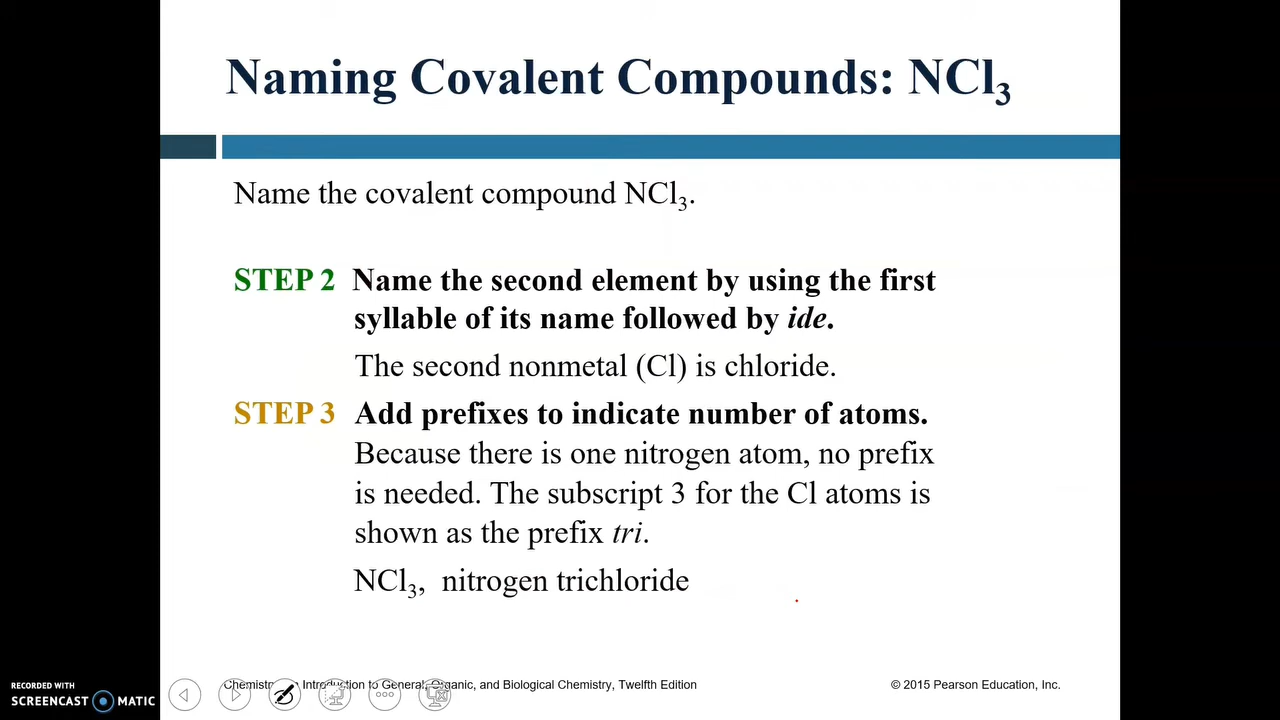 Naming Covalent Compounds: NCl₃
Name the covalent compound NCl₃.
STEP 2 Name the second element by using the first
syllable of its name followed by ide.
The second nonmetal (Cl) is chloride.
STEP 3 Add prefixes to indicate number of atoms.
Because there is one nitrogen atom, no prefix
is needed. The subscript 3 for the Cl atoms is
shown as the prefix tri.
NCl₃, nitrogen trichloride
RECORDED WITH
SCREENCAST MATIC
Chemistry Introduction to General, Organic, and Biological Chemistry, Twelfth Edition
© 2015 Pearson Education, Inc.